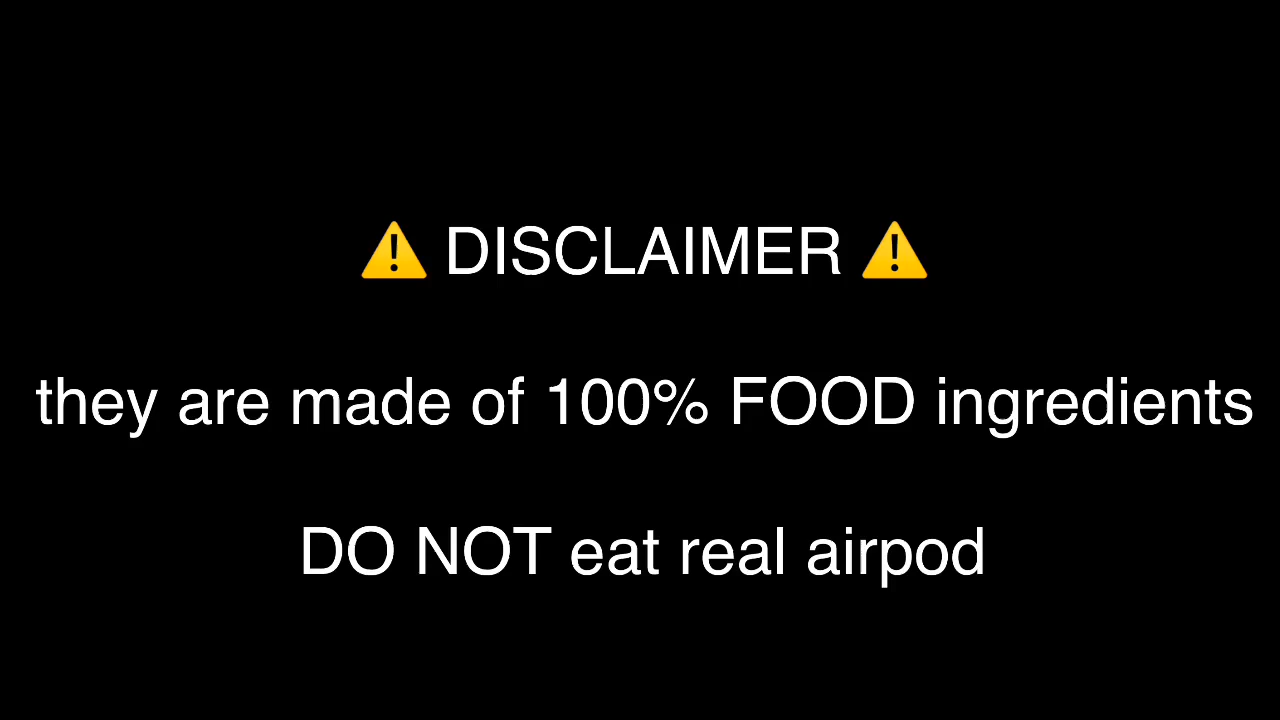 ⚠️ DISCLAIMER ⚠️
they are made of 100% FOOD ingredients
DO NOT eat real airpod